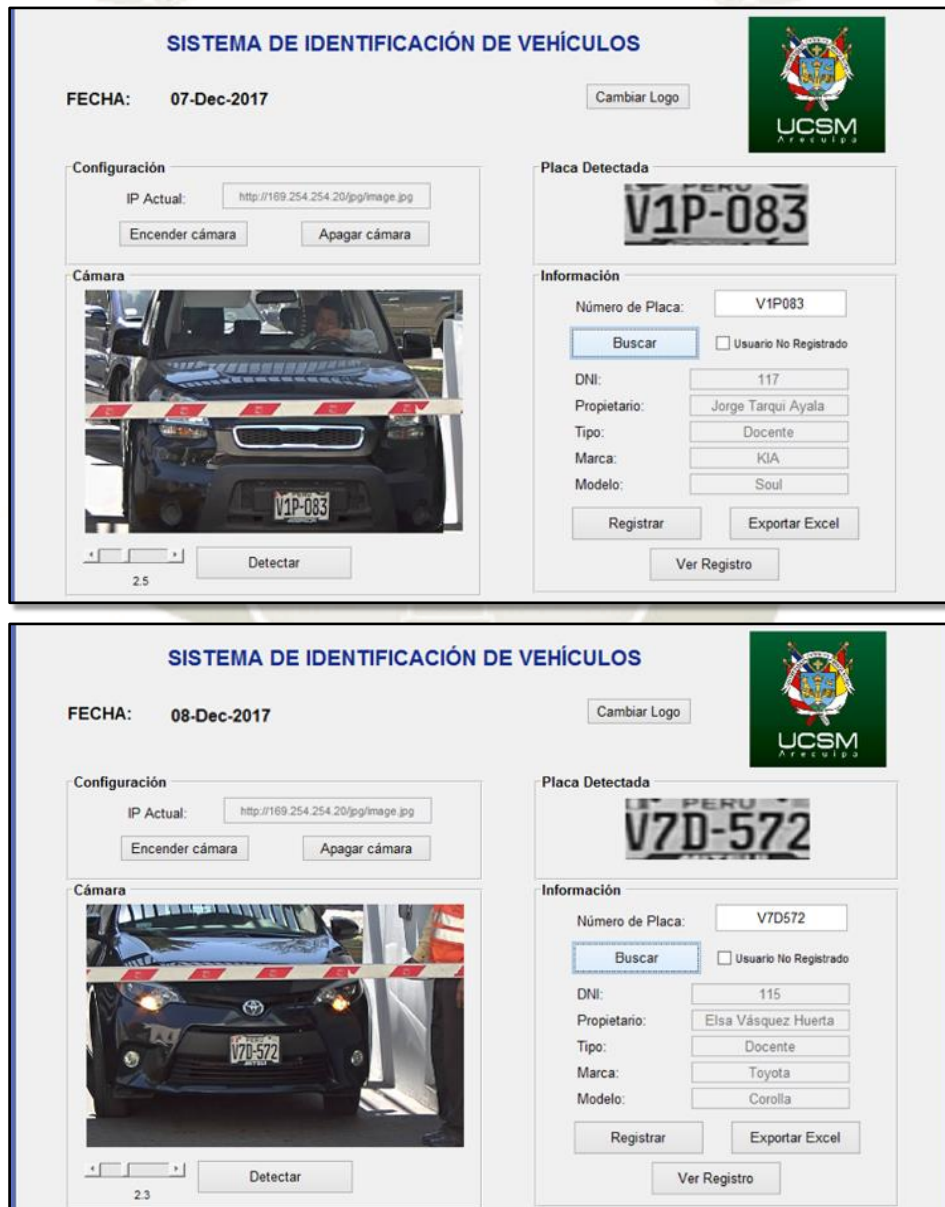 SISTEMA DE IDENTIFICACIÓN DE VEHÍCULOS
FECHA: 07-Dec-2017
Cambiar Logo
UCSM
Arequipa
Configuración
IP Actual: http://169.254.254.20/jpg/image.jpg
Encender cámara Apagar cámara
Placa Detectada
PERU
V1P-083
Cámara
V1P-083
2.5
Detectar
Información
Número de Placa: V1P083
Buscar Usuario No Registrado
DNI: 117
Propietario: Jorge Tarqui Ayala
Tipo: Docente
Marca: KIA
Modelo: Soul
Registrar Exportar Excel
Ver Registro
SISTEMA DE IDENTIFICACIÓN DE VEHÍCULOS
FECHA: 08-Dec-2017
Cambiar Logo
UCSM
Arequipa
Configuración
IP Actual: http://169.254.254.20/jpg/image.jpg
Encender cámara Apagar cámara
Placa Detectada
PERU
V7D-572
Cámara
PERU
V7D-572
2.3
Detectar
Información
Número de Placa: V7D572
Buscar Usuario No Registrado
DNI: 115
Propietario: Elsa Vásquez Huerta
Tipo: Docente
Marca: Toyota
Modelo: Corolla
Registrar Exportar Excel
Ver Registro